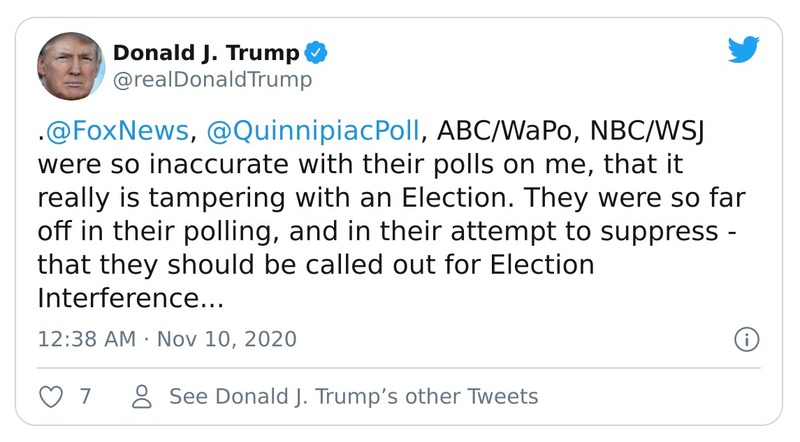 Donald J. Trump
@realDonaldTrump
.@FoxNews, @QuinnipiacPoll, ABC/WaPo, NBC/WSJ
were so inaccurate with their polls on me, that it
really is tampering with an Election. They were so far
off in their polling, and in their attempt to suppress -
that they should be called out for Election
Interference...
12:38 AM · Nov 10, 2020
7 See Donald J. Trump’s other Tweets